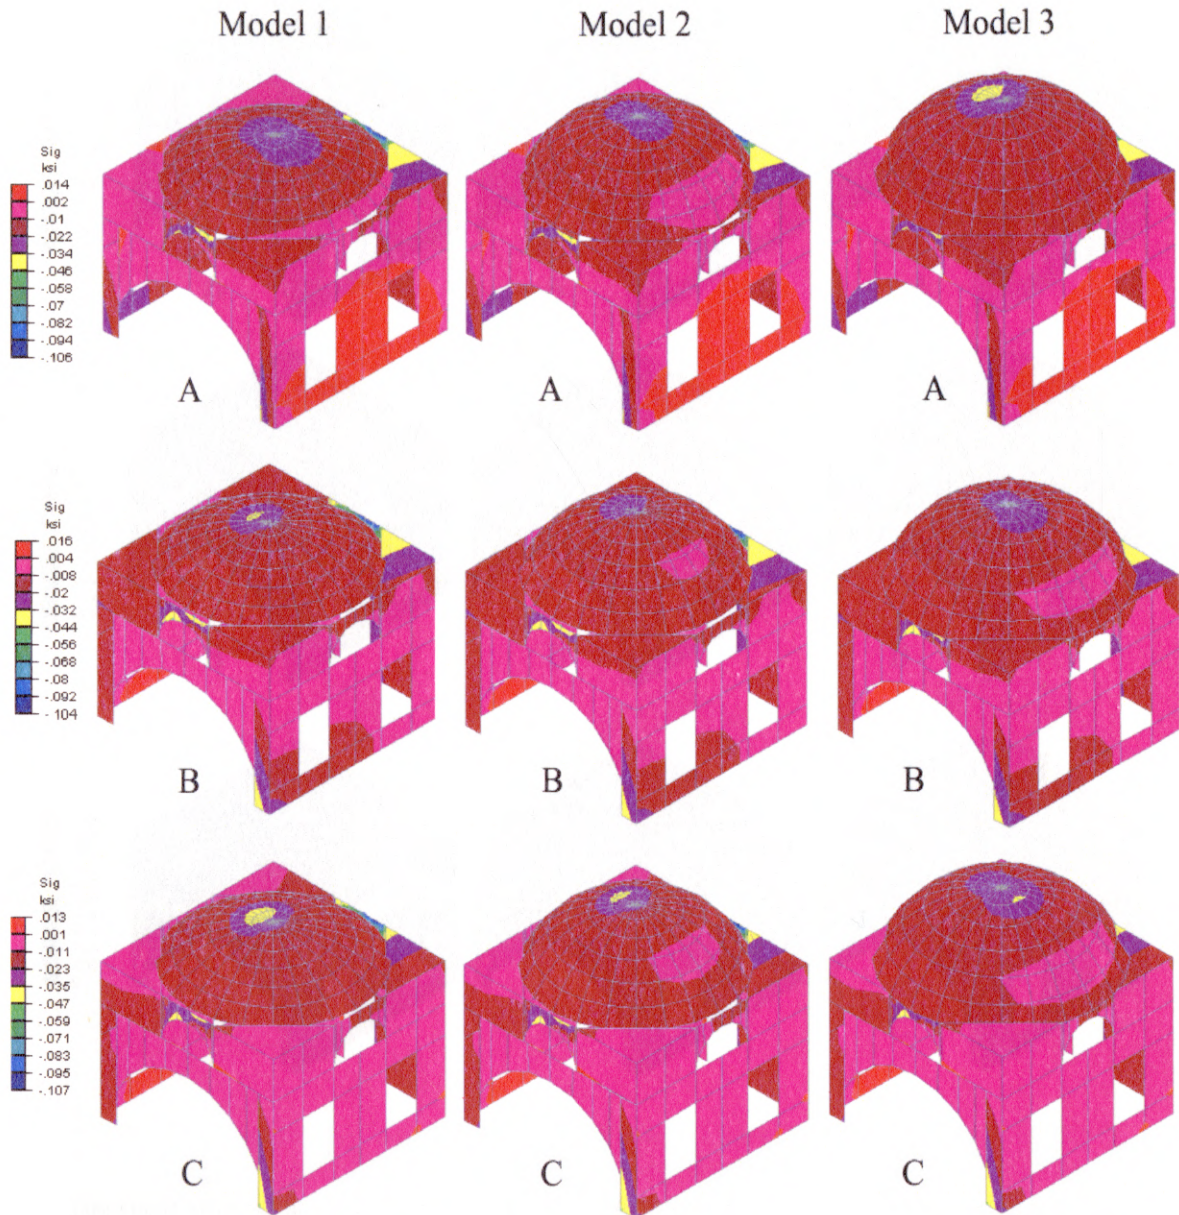 Model 1
Model 2
Model 3
Sig
ksi
.014
.002
-.01
-.022
-.034
-.046
-.058
-.07
-.082
-.094
-.106
A
A
A
Sig
ksi
.016
.004
-.008
-.02
-.032
-.044
-.056
-.068
-.08
-.092
-.104
B
B
B
Sig
ksi
.013
.001
-.011
-.023
-.035
-.047
-.059
-.071
-.083
-.095
-.107
C
C
C